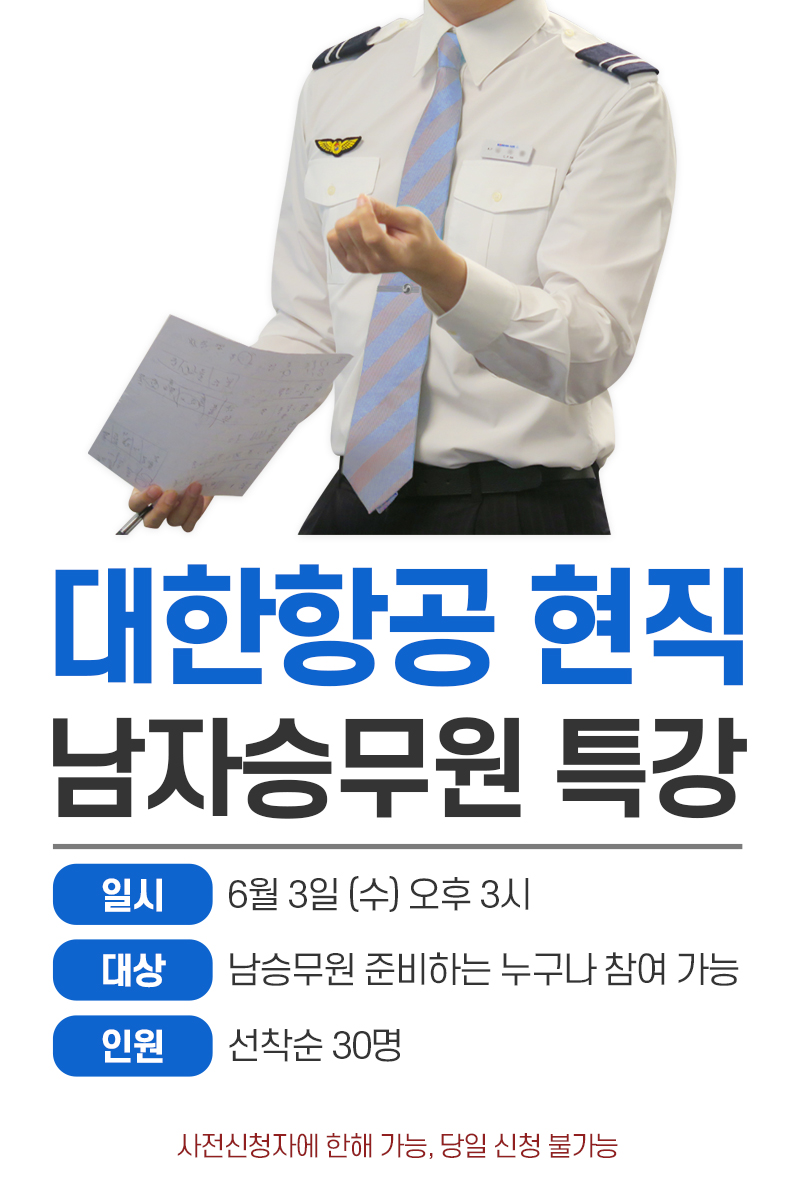 대한항공 현직
남자승무원 특강
일시 6월 3일 (수) 오후 3시
대상 남승무원 준비하는 누구나 참여 가능
인원 선착순 30명
사전신청자에 한해 가능, 당일 신청 불가능